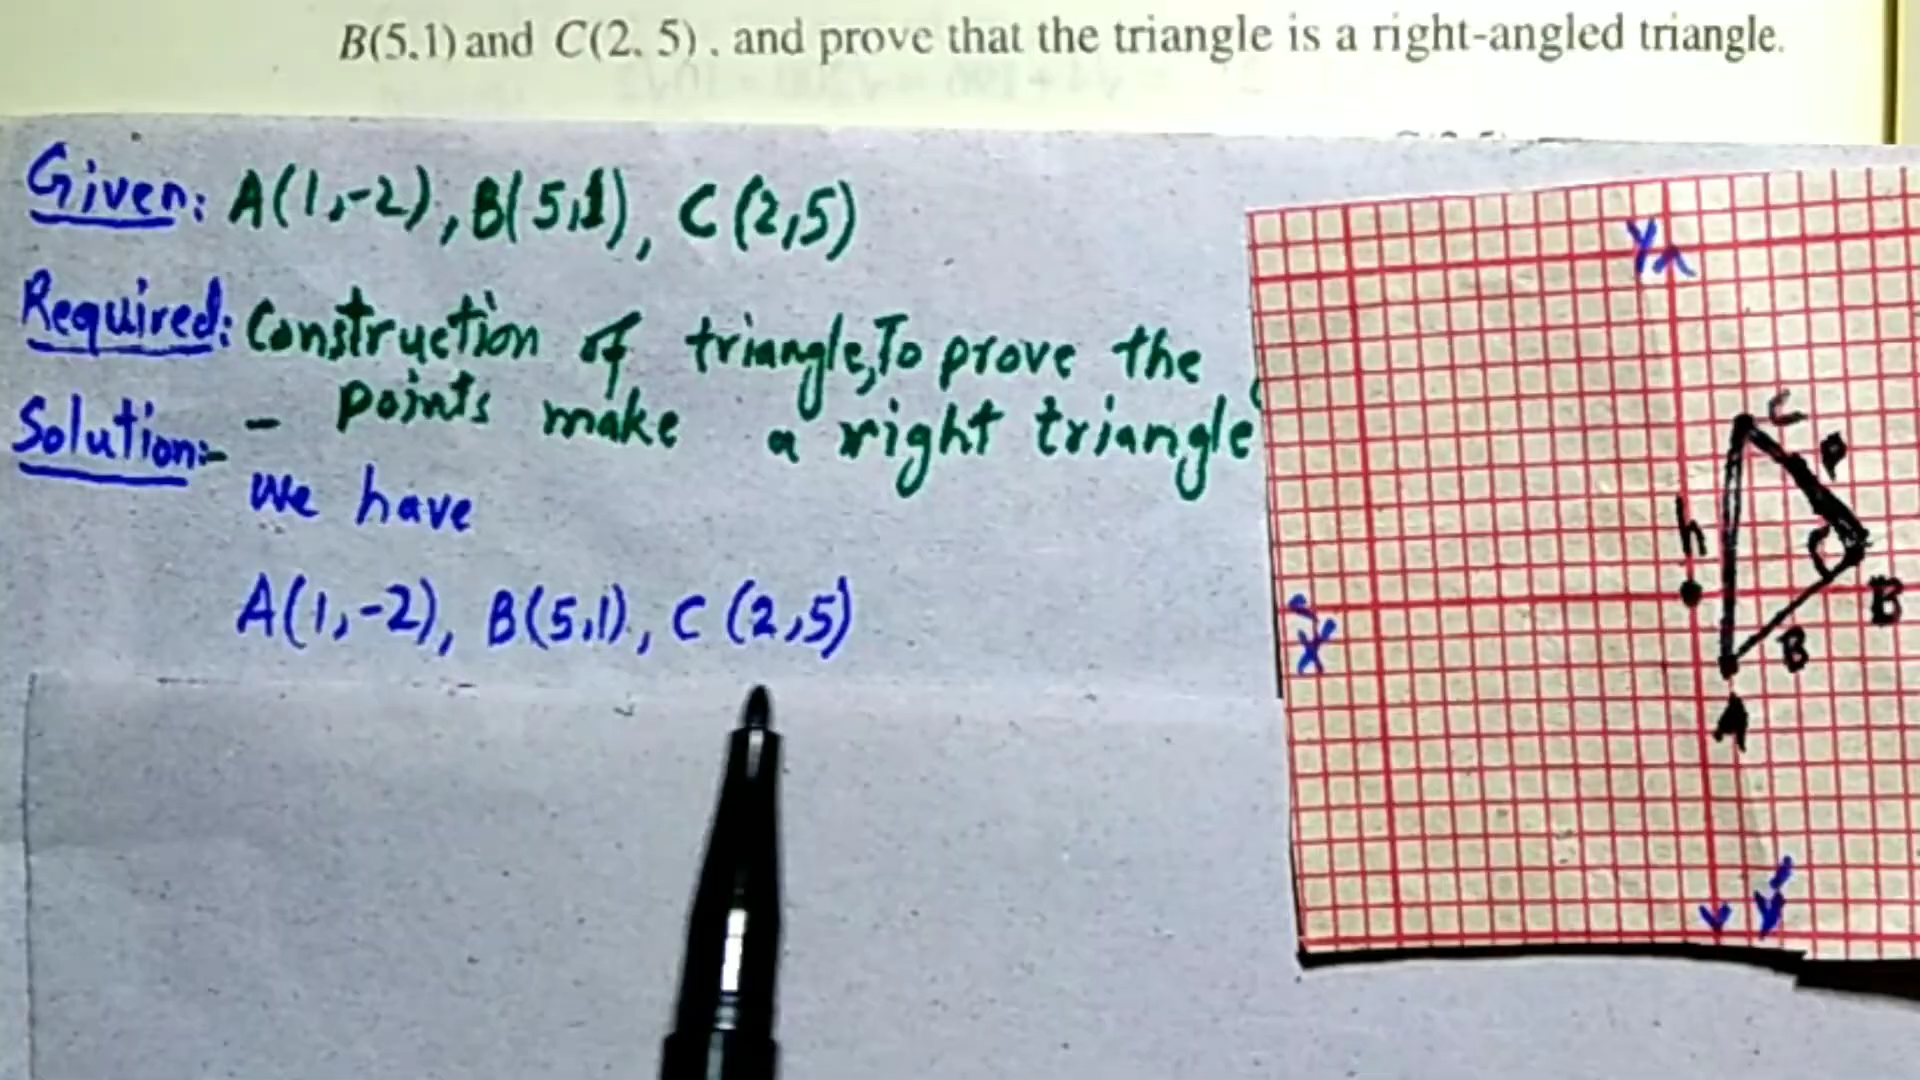 B(5,1) and C(2, 5) , and prove that the triangle is a right-angled triangle.
Given: A(1,-2), B(5,1), C(2,5)
Required: Construction of triangle, To prove the
- points make a right triangle
Solution:-
we have
A(1,-2), B(5,1), C(2,5)
Y
C
P
h
B
X'
B
A
Y'